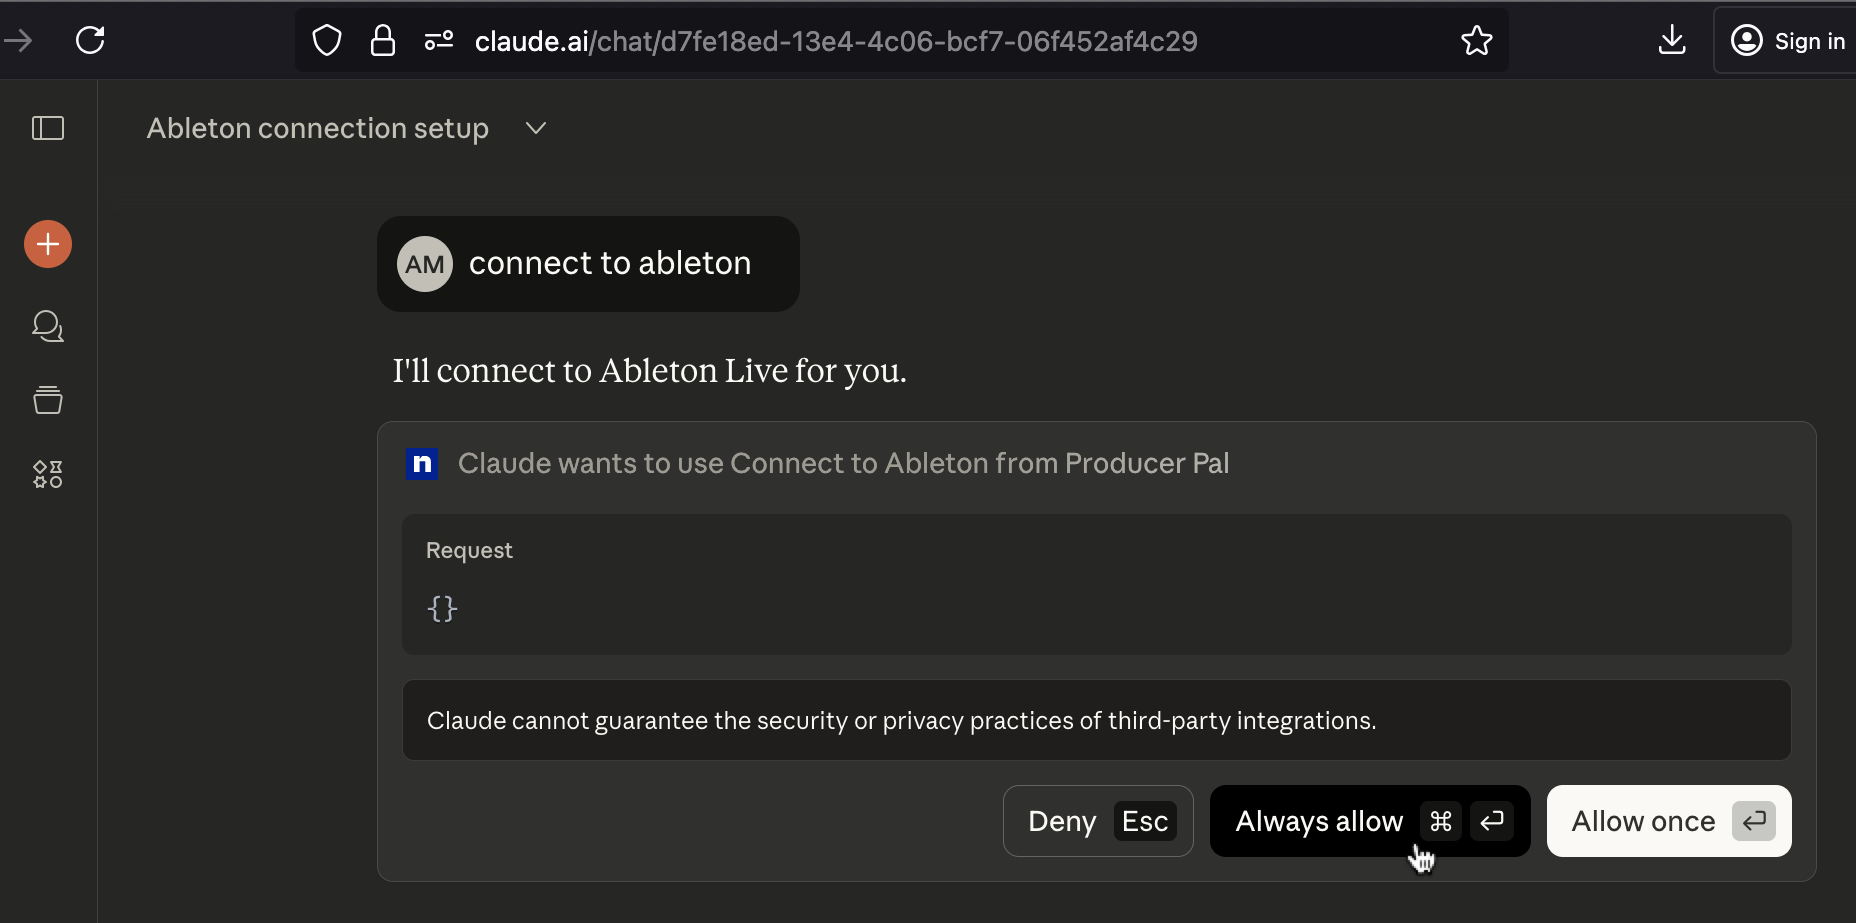 claude.ai/chat/d7fe18ed-13e4-4c06-bcf7-06f452af4c29
Sign in
Ableton connection setup
AM connect to ableton
I'll connect to Ableton Live for you.
n Claude wants to use Connect to Ableton from Producer Pal
Request
{}
Claude cannot guarantee the security or privacy practices of third-party integrations.
Deny Esc Always allow ⌘ Allow once